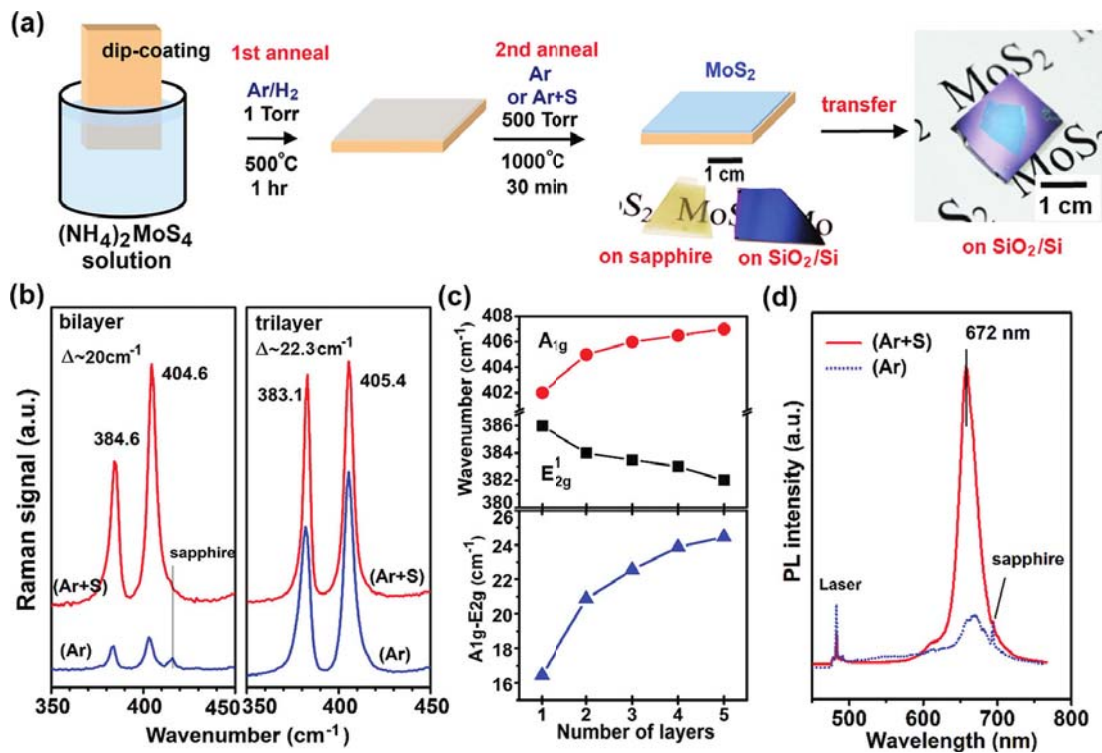 (a)
dip-coating
(NH₄)₂MoS₄
solution
1st anneal
Ar/H₂
1 Torr
500°C
1 hr
2nd anneal
Ar
or Ar+S
500 Torr
1000°C
30 min
MoS₂
1 cm
oS₂ MoS Mo
on sapphire
on SiO₂/Si
transfer
MoS₂
MoS₂
1 cm
on SiO₂/Si
(b)
bilayer
Δ~20cm⁻¹
384.6
404.6
sapphire
(Ar+S)
(Ar)
trilayer
Δ~22.3cm⁻¹
383.1
405.4
(Ar+S)
(Ar)
Raman signal (a.u.)
350 400 450 350 400 450
Wavenumber (cm⁻¹)
(c)
408
406
404
402
386
384
382
380
Wavenumber (cm⁻¹)
A₁g
E¹₂g
26
24
22
20
18
16
A1g-E2g (cm⁻¹)
1 2 3 4 5
Number of layers
(d)
(Ar+S)
(Ar)
672 nm
Laser
sapphire
PL intensity (a.u.)
500 600 700 800
Wavelength (nm)